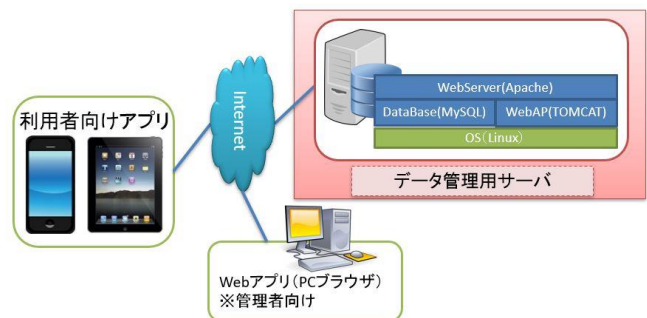 利用者向けアプリ
Internet
WebServer(Apache)
DataBase(MySQL)
WebAP(TOMCAT)
OS(Linux)
データ管理用サーバ
Webアプリ(PCブラウザ)
※管理者向け